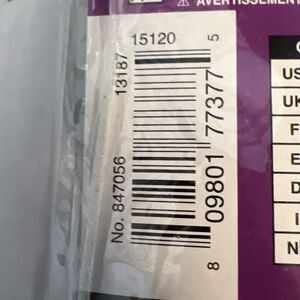 AVERTISSEMENT
15120
5
13187
No. 847056
8
09801 77377
US
UK
F
E
D
I
N